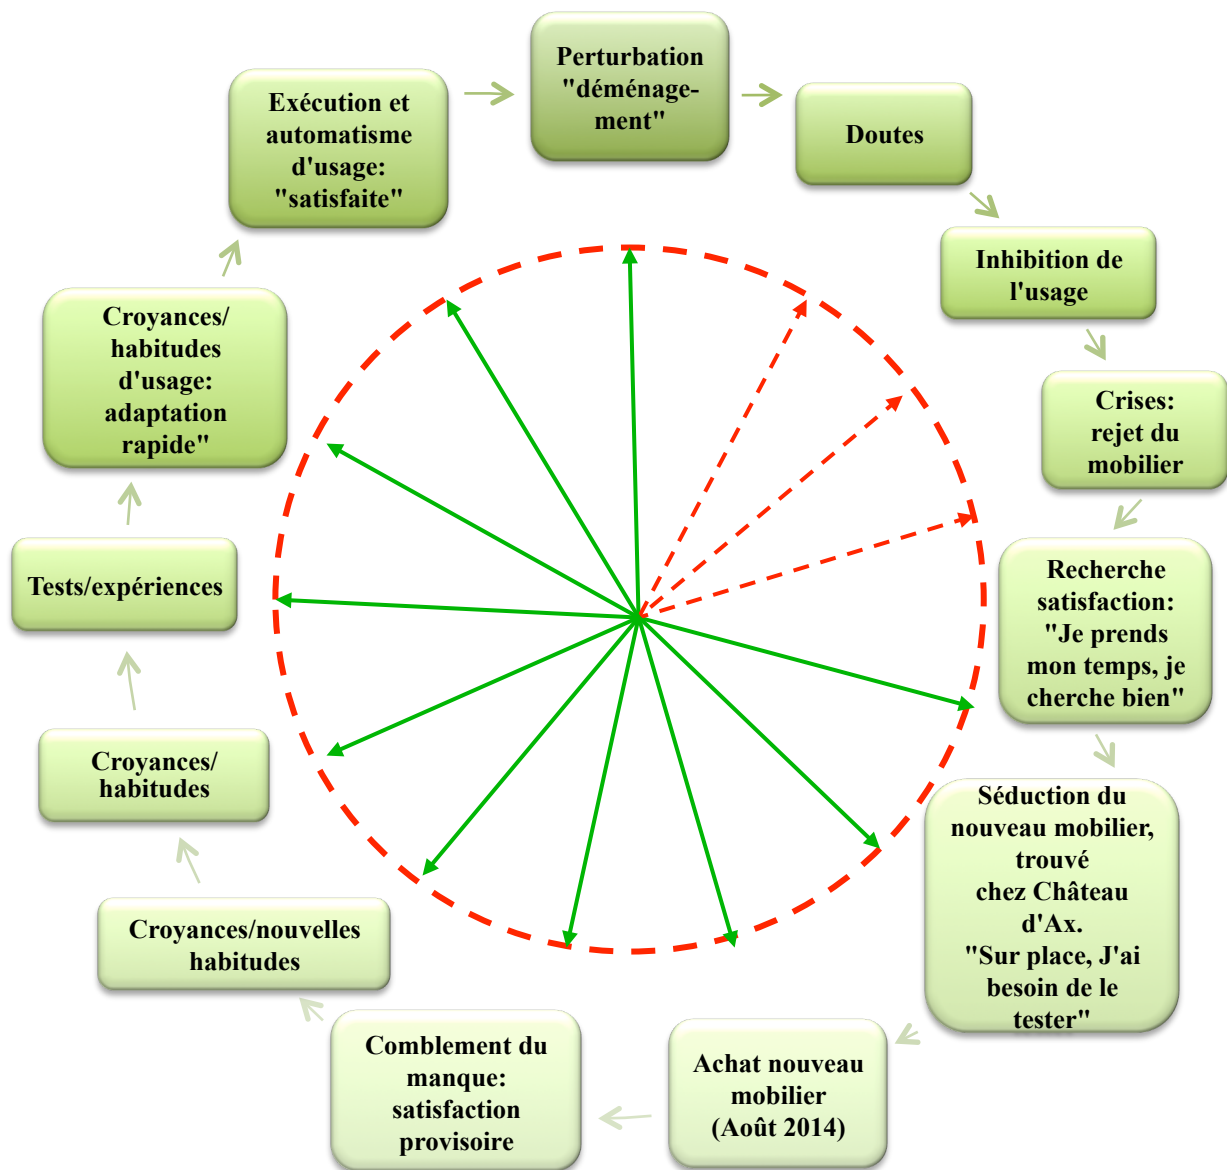 Perturbation
"déménage-
ment"
Doutes
Inhibition de
l'usage
Crises:
rejet du
mobilier
Recherche
satisfaction:
"Je prends
mon temps, je
cherche bien"
Séduction du
nouveau mobilier,
trouvé
chez Château
d'Ax.
"Sur place, J'ai
besoin de le
tester"
Achat nouveau
mobilier
(Août 2014)
Comblement du
manque:
satisfaction
provisoire
Croyances/nouvelles
habitudes
Croyances/
habitudes
Tests/expériences
Croyances/
habitudes
d'usage:
adaptation
rapide"
Exécution et
automatisme
d'usage:
"satisfaite"